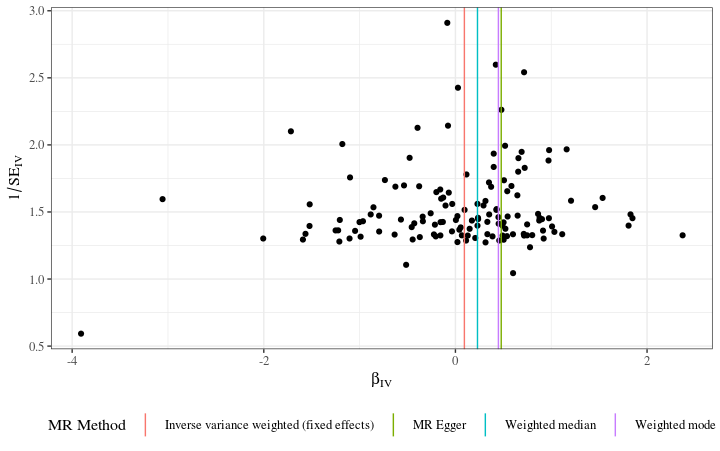 3.0
2.5
2.0
1.5
1.0
0.5
1/SE_IV
-4
-2
0
2
β_IV
MR Method
Inverse variance weighted (fixed effects)
MR Egger
Weighted median
Weighted mode